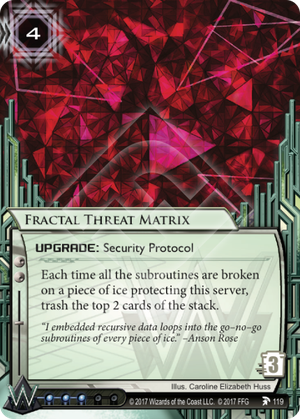 4
FRACTAL THREAT MATRIX
UPGRADE: Security Protocol
Each time all the subroutines are broken
on a piece of ice protecting this server,
trash the top 2 cards of the stack.
“I embedded recursive data loops into the go–no–go
subroutines of every piece of ice.” –Anson Rose
3
Illus. Caroline Elizabeth Huss
© 2017 Wizards of the Coast LLC. © 2017 FFG
119